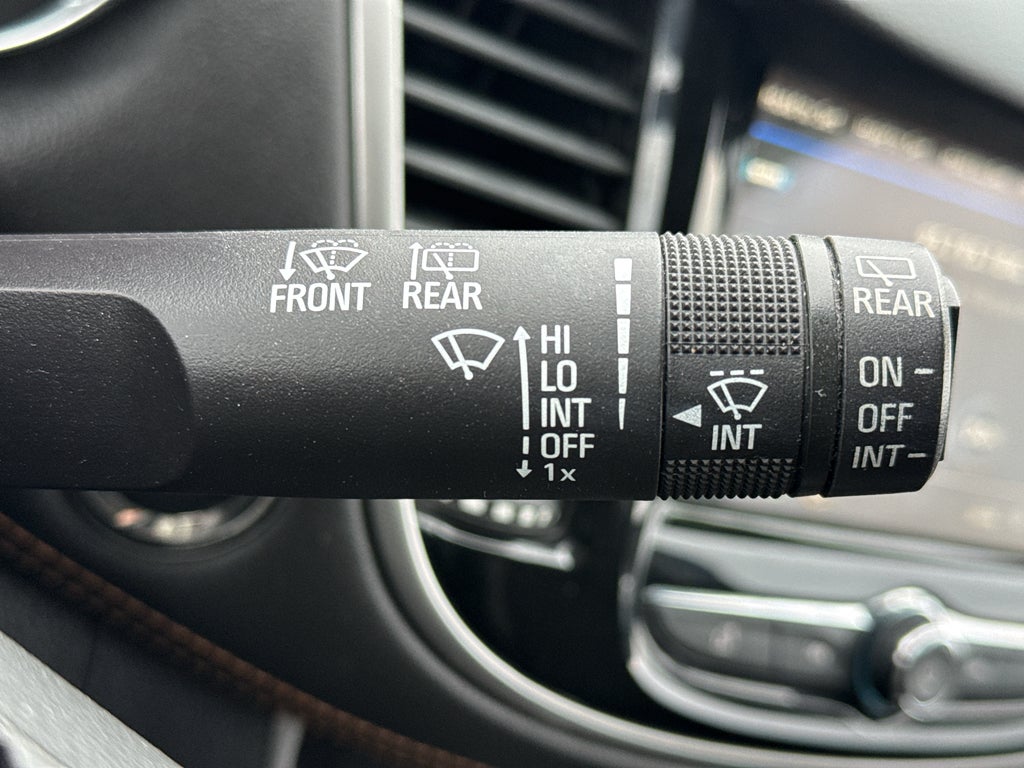 FRONT
REAR
HI
LO
INT
OFF
1x
INT
REAR
ON
OFF
INT